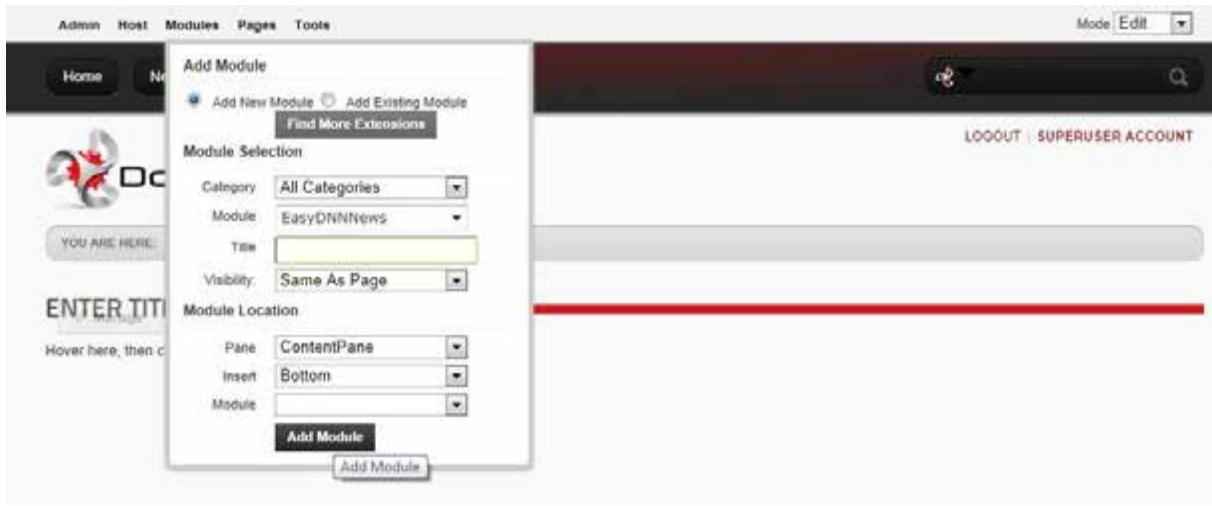 Admin Host Modules Pages Tools Mode Edit
Home Ne
Add Module
Add New Module Add Existing Module
Find More Extensions
LOGOUT SUPERUSER ACCOUNT
Module Selection
Category All Categories
Module EasyDNNNews
Title
Visibility: Same As Page
Module Location
Pane ContentPane
Insert Bottom
Module
Add Module
Add Module
YOU ARE HERE:
ENTER TIT
Hover here, then c